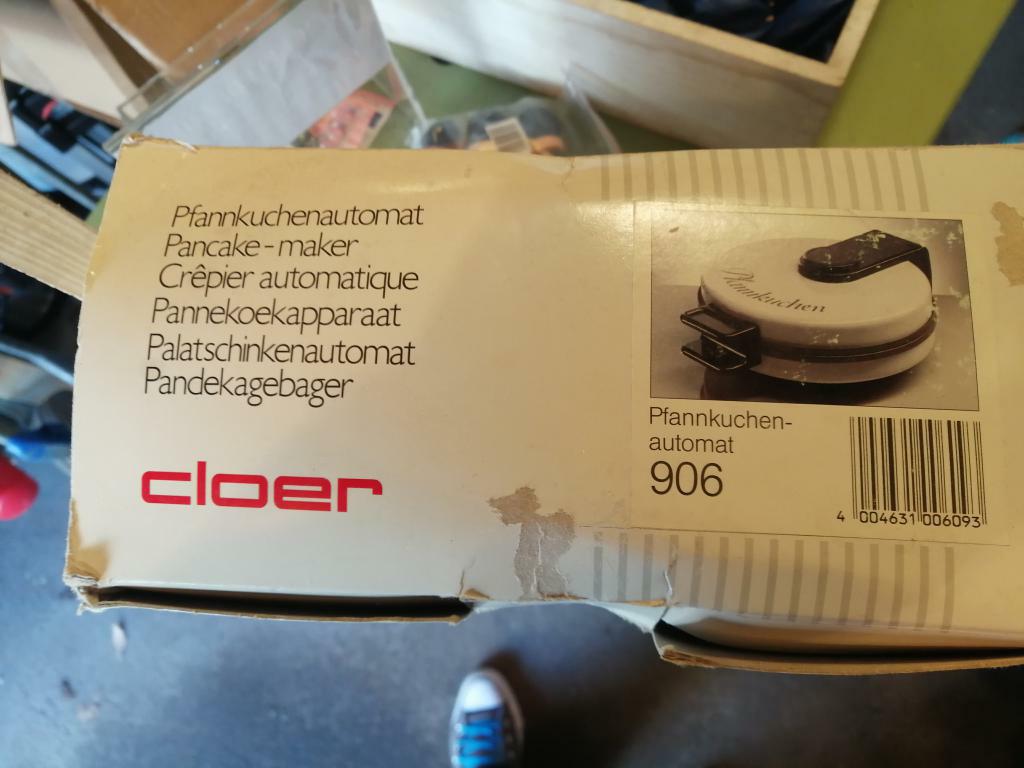 Pfannkuchenautomat
Pancake-maker
Crêpier automatique
Pannekoekapparaat
Palatschinkenautomat
Pandekagebager
cloer
Pfannkuchen
Pfannkuchen-
automat
906
4 004631 006093